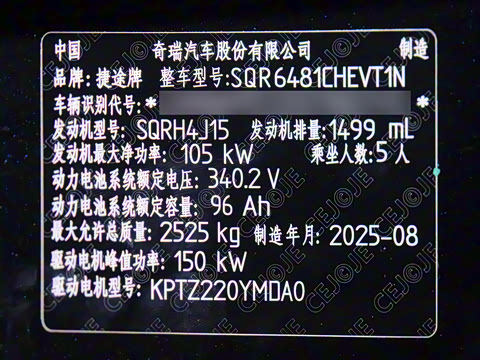 中国 奇瑞汽车股份有限公司 制造
品牌: 捷途牌 整车型号: SQR6481CHEVT1N
车辆识别代号: * *
发动机型号: SQRH4J15 发动机排量: 1499 mL
发动机最大净功率: 105 kW 乘坐人数: 5 人
动力电池系统额定电压: 340.2 V
动力电池系统额定容量: 96 Ah
最大允许总质量: 2525 kg 制造年月: 2025-08
驱动电机峰值功率: 150 kW
驱动电机型号: KPTZ220YMDA0
CEJOJE